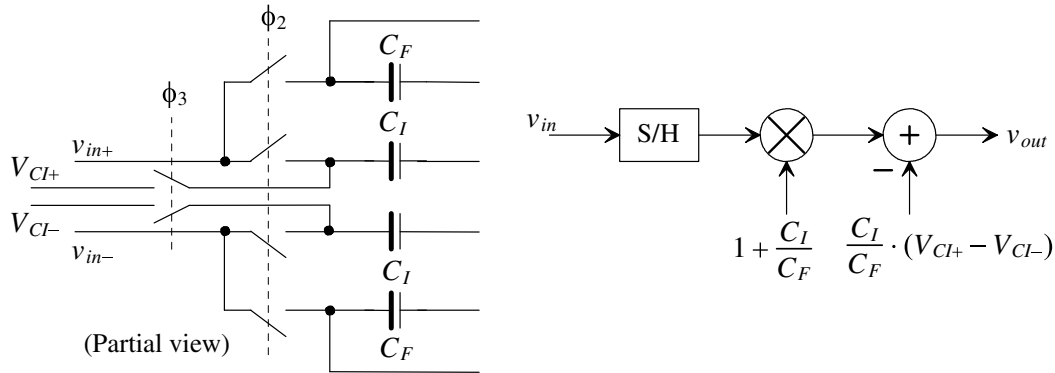 ϕ₂
C_F
ϕ₃
C_I
v_in+
V_CI+
V_CI−
v_in−
C_I
(Partial view)
C_F
v_in
S/H
+
v_out
−
1 + C_I/C_F
C_I/C_F · (V_CI+ − V_CI−)